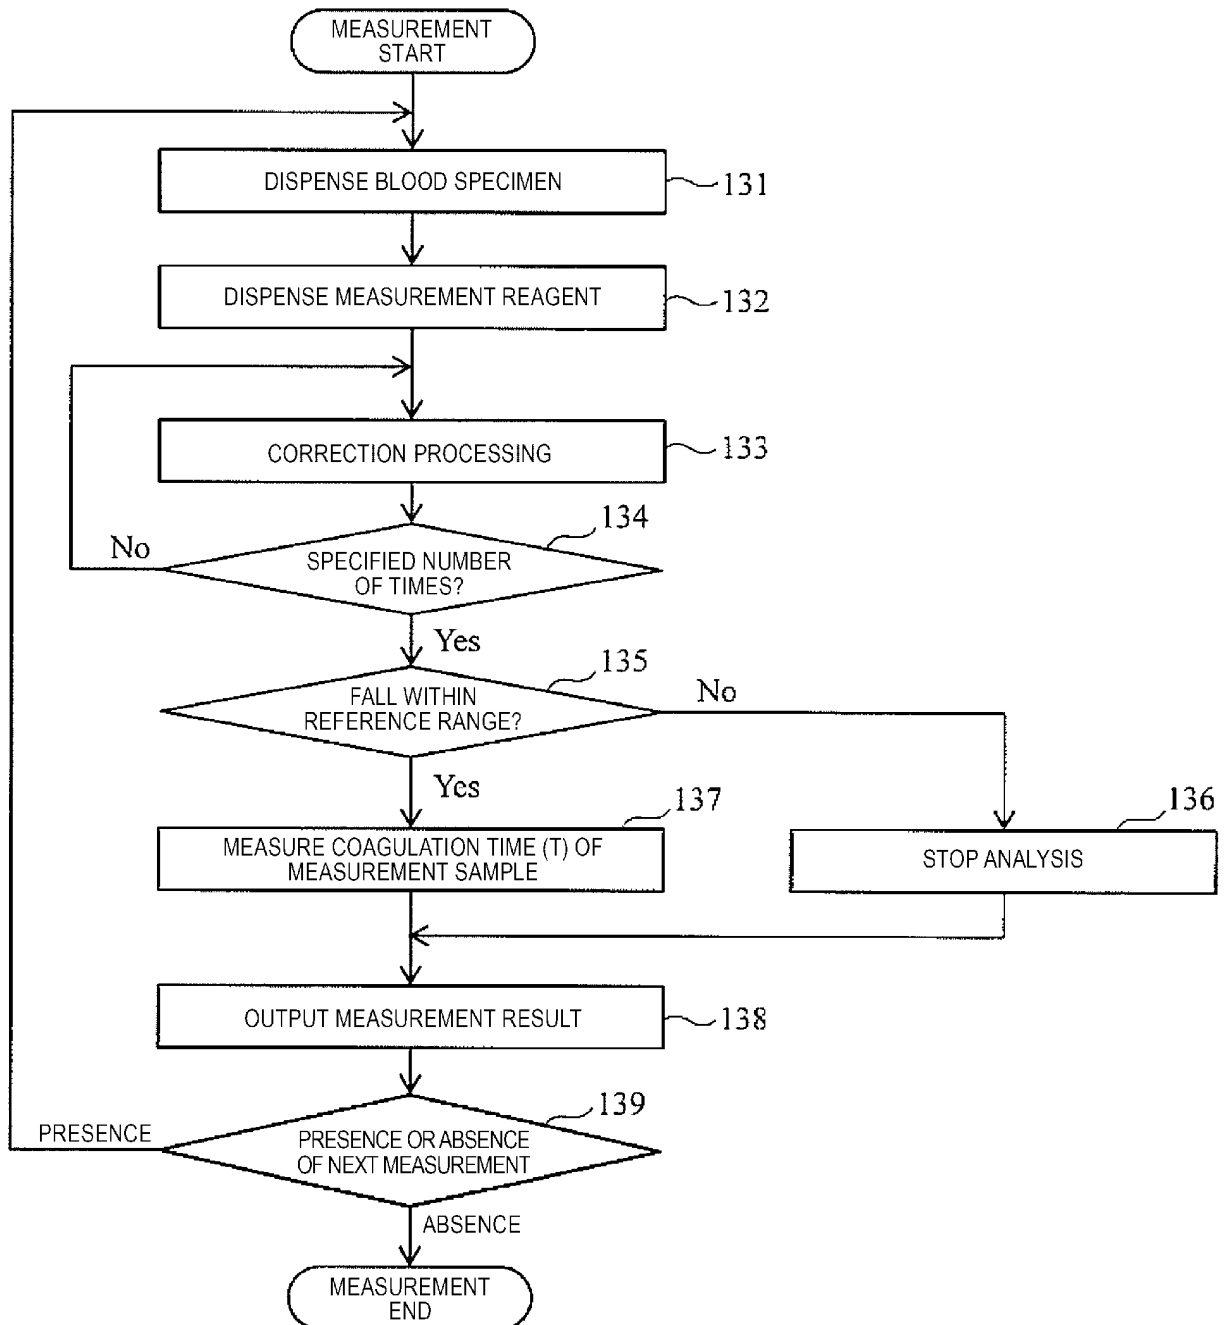 MEASUREMENT
START
DISPENSE BLOOD SPECIMEN
131
DISPENSE MEASUREMENT REAGENT
132
CORRECTION PROCESSING
133
134
No
SPECIFIED NUMBER
OF TIMES?
Yes
135
FALL WITHIN
REFERENCE RANGE?
No
Yes
137
MEASURE COAGULATION TIME (T) OF
MEASUREMENT SAMPLE
136
STOP ANALYSIS
OUTPUT MEASUREMENT RESULT
138
139
PRESENCE
PRESENCE OR ABSENCE
OF NEXT MEASUREMENT
ABSENCE
MEASUREMENT
END